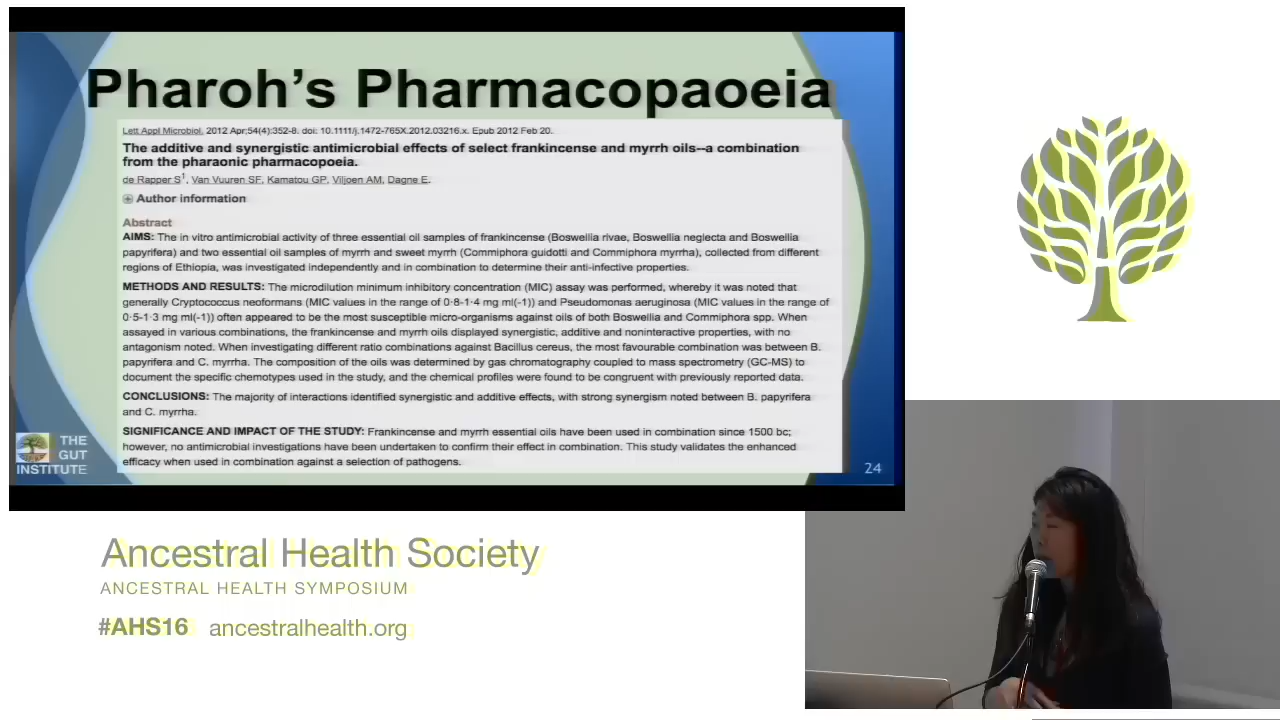 Pharoh's Pharmacopaoeia
Lett Appl Microbiol. 2012 Apr;54(4):352-8. doi: 10.1111/j.1472-765X.2012.03216.x. Epub 2012 Feb 20.
The additive and synergistic antimicrobial effects of select frankincense and myrrh oils--a combination
from the pharaonic pharmacopoeia.
de Rapper S1, Van Vuuren SF, Kamatou GP, Viljoen AM, Dagne E.
Author information
Abstract
AIMS: The in vitro antimicrobial activity of three essential oil samples of frankincense (Boswellia rivae, Boswellia neglecta and Boswellia
papyrifera) and two essential oil samples of myrrh and sweet myrrh (Commiphora guidotti and Commiphora myrrha), collected from different
regions of Ethiopia, was investigated independently and in combination to determine their anti-infective properties.
METHODS AND RESULTS: The microdilution minimum inhibitory concentration (MIC) assay was performed, whereby it was noted that
generally Cryptococcus neoformans (MIC values in the range of 0·8-1·4 mg ml(-1)) and Pseudomonas aeruginosa (MIC values in the range of
0·5-1·3 mg ml(-1)) often appeared to be the most susceptible micro-organisms against oils of both Boswellia and Commiphora spp. When
assayed in various combinations, the frankincense and myrrh oils displayed synergistic, additive and noninteractive properties, with no
antagonism noted. When investigating different ratio combinations against Bacillus cereus, the most favourable combination was between B.
papyrifera and C. myrrha. The composition of the oils was determined by gas chromatography coupled to mass spectrometry (GC-MS) to
document the specific chemotypes used in the study, and the chemical profiles were found to be congruent with previously reported data.
CONCLUSIONS: The majority of interactions identified synergistic and additive effects, with strong synergism noted between B. papyrifera
and C. myrrha.
SIGNIFICANCE AND IMPACT OF THE STUDY: Frankincense and myrrh essential oils have been used in combination since 1500 bc;
however, no antimicrobial investigations have been undertaken to confirm their effect in combination. This study validates the enhanced
efficacy when used in combination against a selection of pathogens.
THE
GUT
INSTITUTE
24
Ancestral Health Society
ANCESTRAL HEALTH SYMPOSIUM
#AHS16 ancestralhealth.org